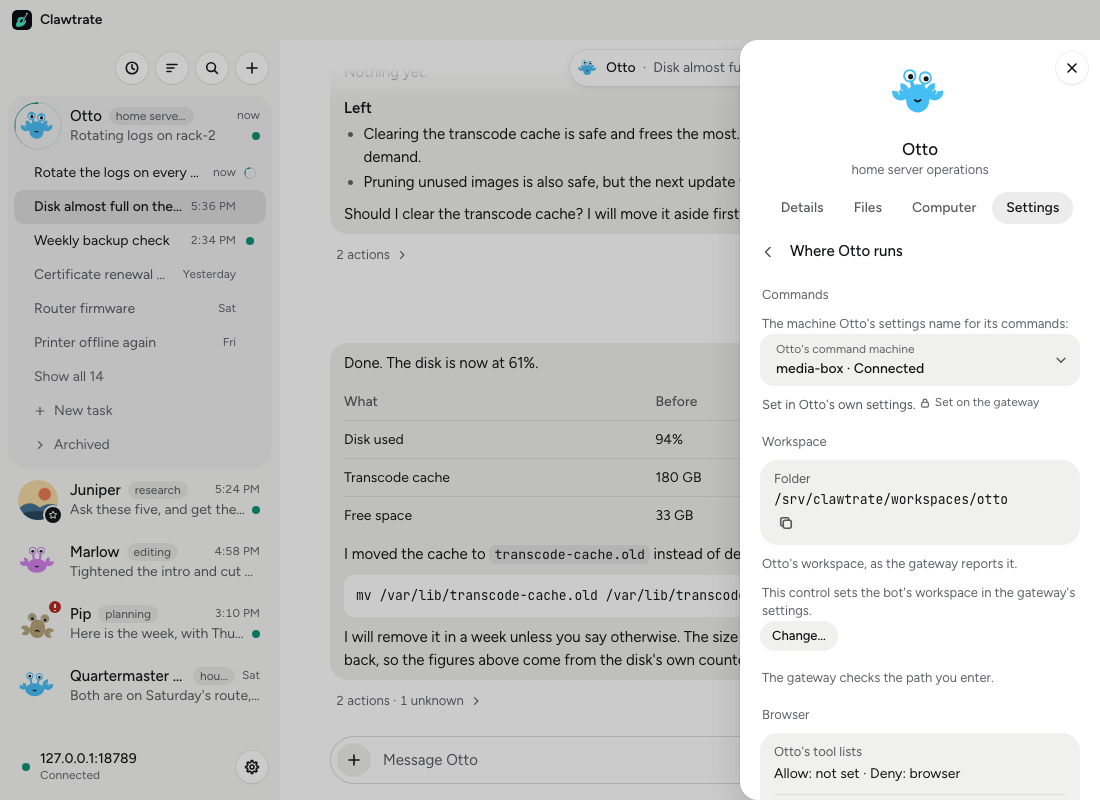 Clawtrate
Otto
home serve...
now
Rotating logs on rack-2
Rotate the logs on every ...
now
Disk almost full on the...
5:36 PM
Weekly backup check
2:34 PM
Certificate renewal ...
Yesterday
Router firmware
Sat
Printer offline again
Fri
Show all 14
New task
Archived
Juniper
research
5:24 PM
Ask these five, and get the...
Marlow
editing
4:58 PM
Tightened the intro and cut ...
Pip
planning
3:10 PM
Here is the week, with Thu...
Quartermaster ...
hou...
Sat
Both are on Saturday's route,...
127.0.0.1:18789
Connected
Otto · Disk almost fu
Nothing yet.
Left
Clearing the transcode cache is safe and frees the most.
demand.
Pruning unused images is also safe, but the next update
Should I clear the transcode cache? I will move it aside first
2 actions
Done. The disk is now at 61%.
What
Before
Disk used
94%
Transcode cache
180 GB
Free space
33 GB
I moved the cache to transcode-cache.old instead of de
mv /var/lib/transcode-cache.old /var/lib/transcode
I will remove it in a week unless you say otherwise. The size
back, so the figures above come from the disk's own counte
2 actions · 1 unknown
Message Otto
Otto
home server operations
Details
Files
Computer
Settings
Where Otto runs
Commands
The machine Otto's settings name for its commands:
Otto's command machine
media-box · Connected
Set in Otto's own settings.
Set on the gateway
Workspace
Folder
/srv/clawtrate/workspaces/otto
Otto's workspace, as the gateway reports it.
This control sets the bot's workspace in the gateway's
settings.
Change...
The gateway checks the path you enter.
Browser
Otto's tool lists
Allow: not set · Deny: browser